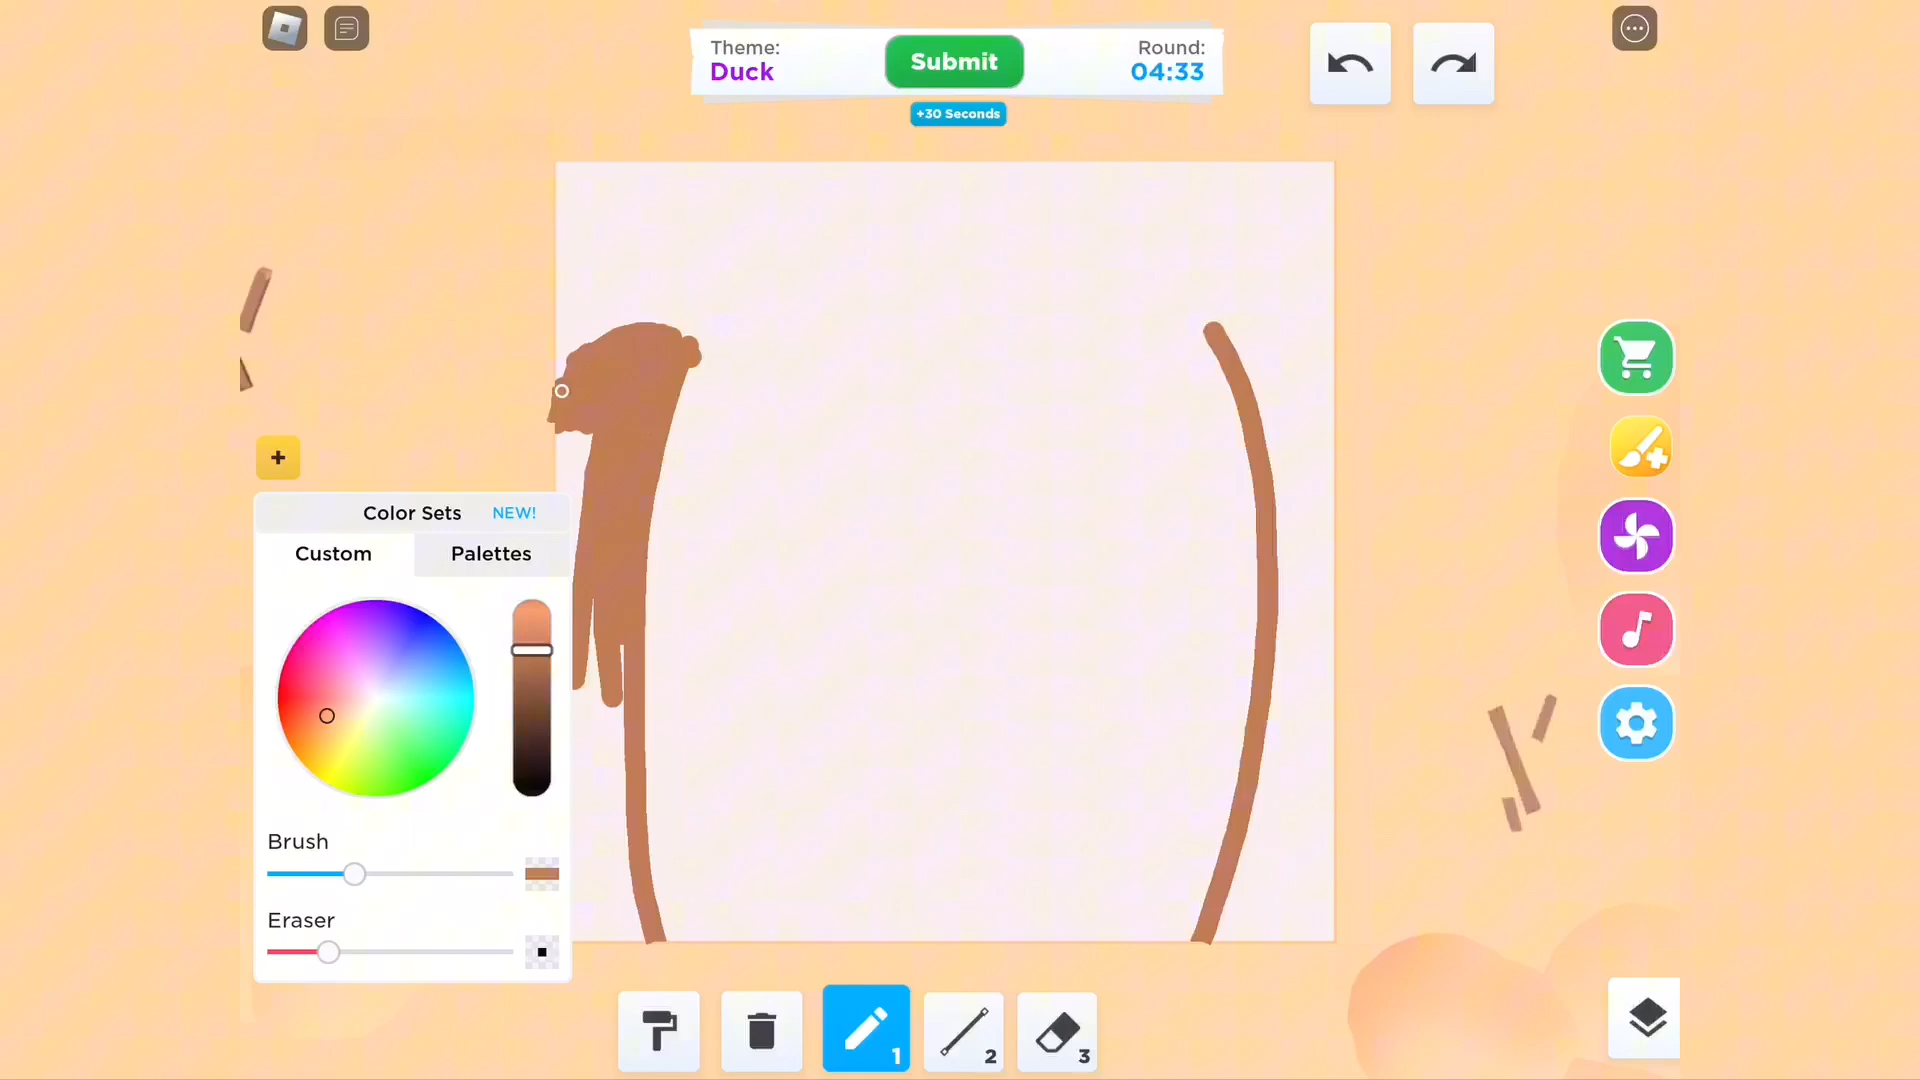 Theme:
Duck
Submit
Round:
04:33
+30 Seconds
+
Color Sets NEW!
Custom Palettes
Brush
Eraser
1
2
3